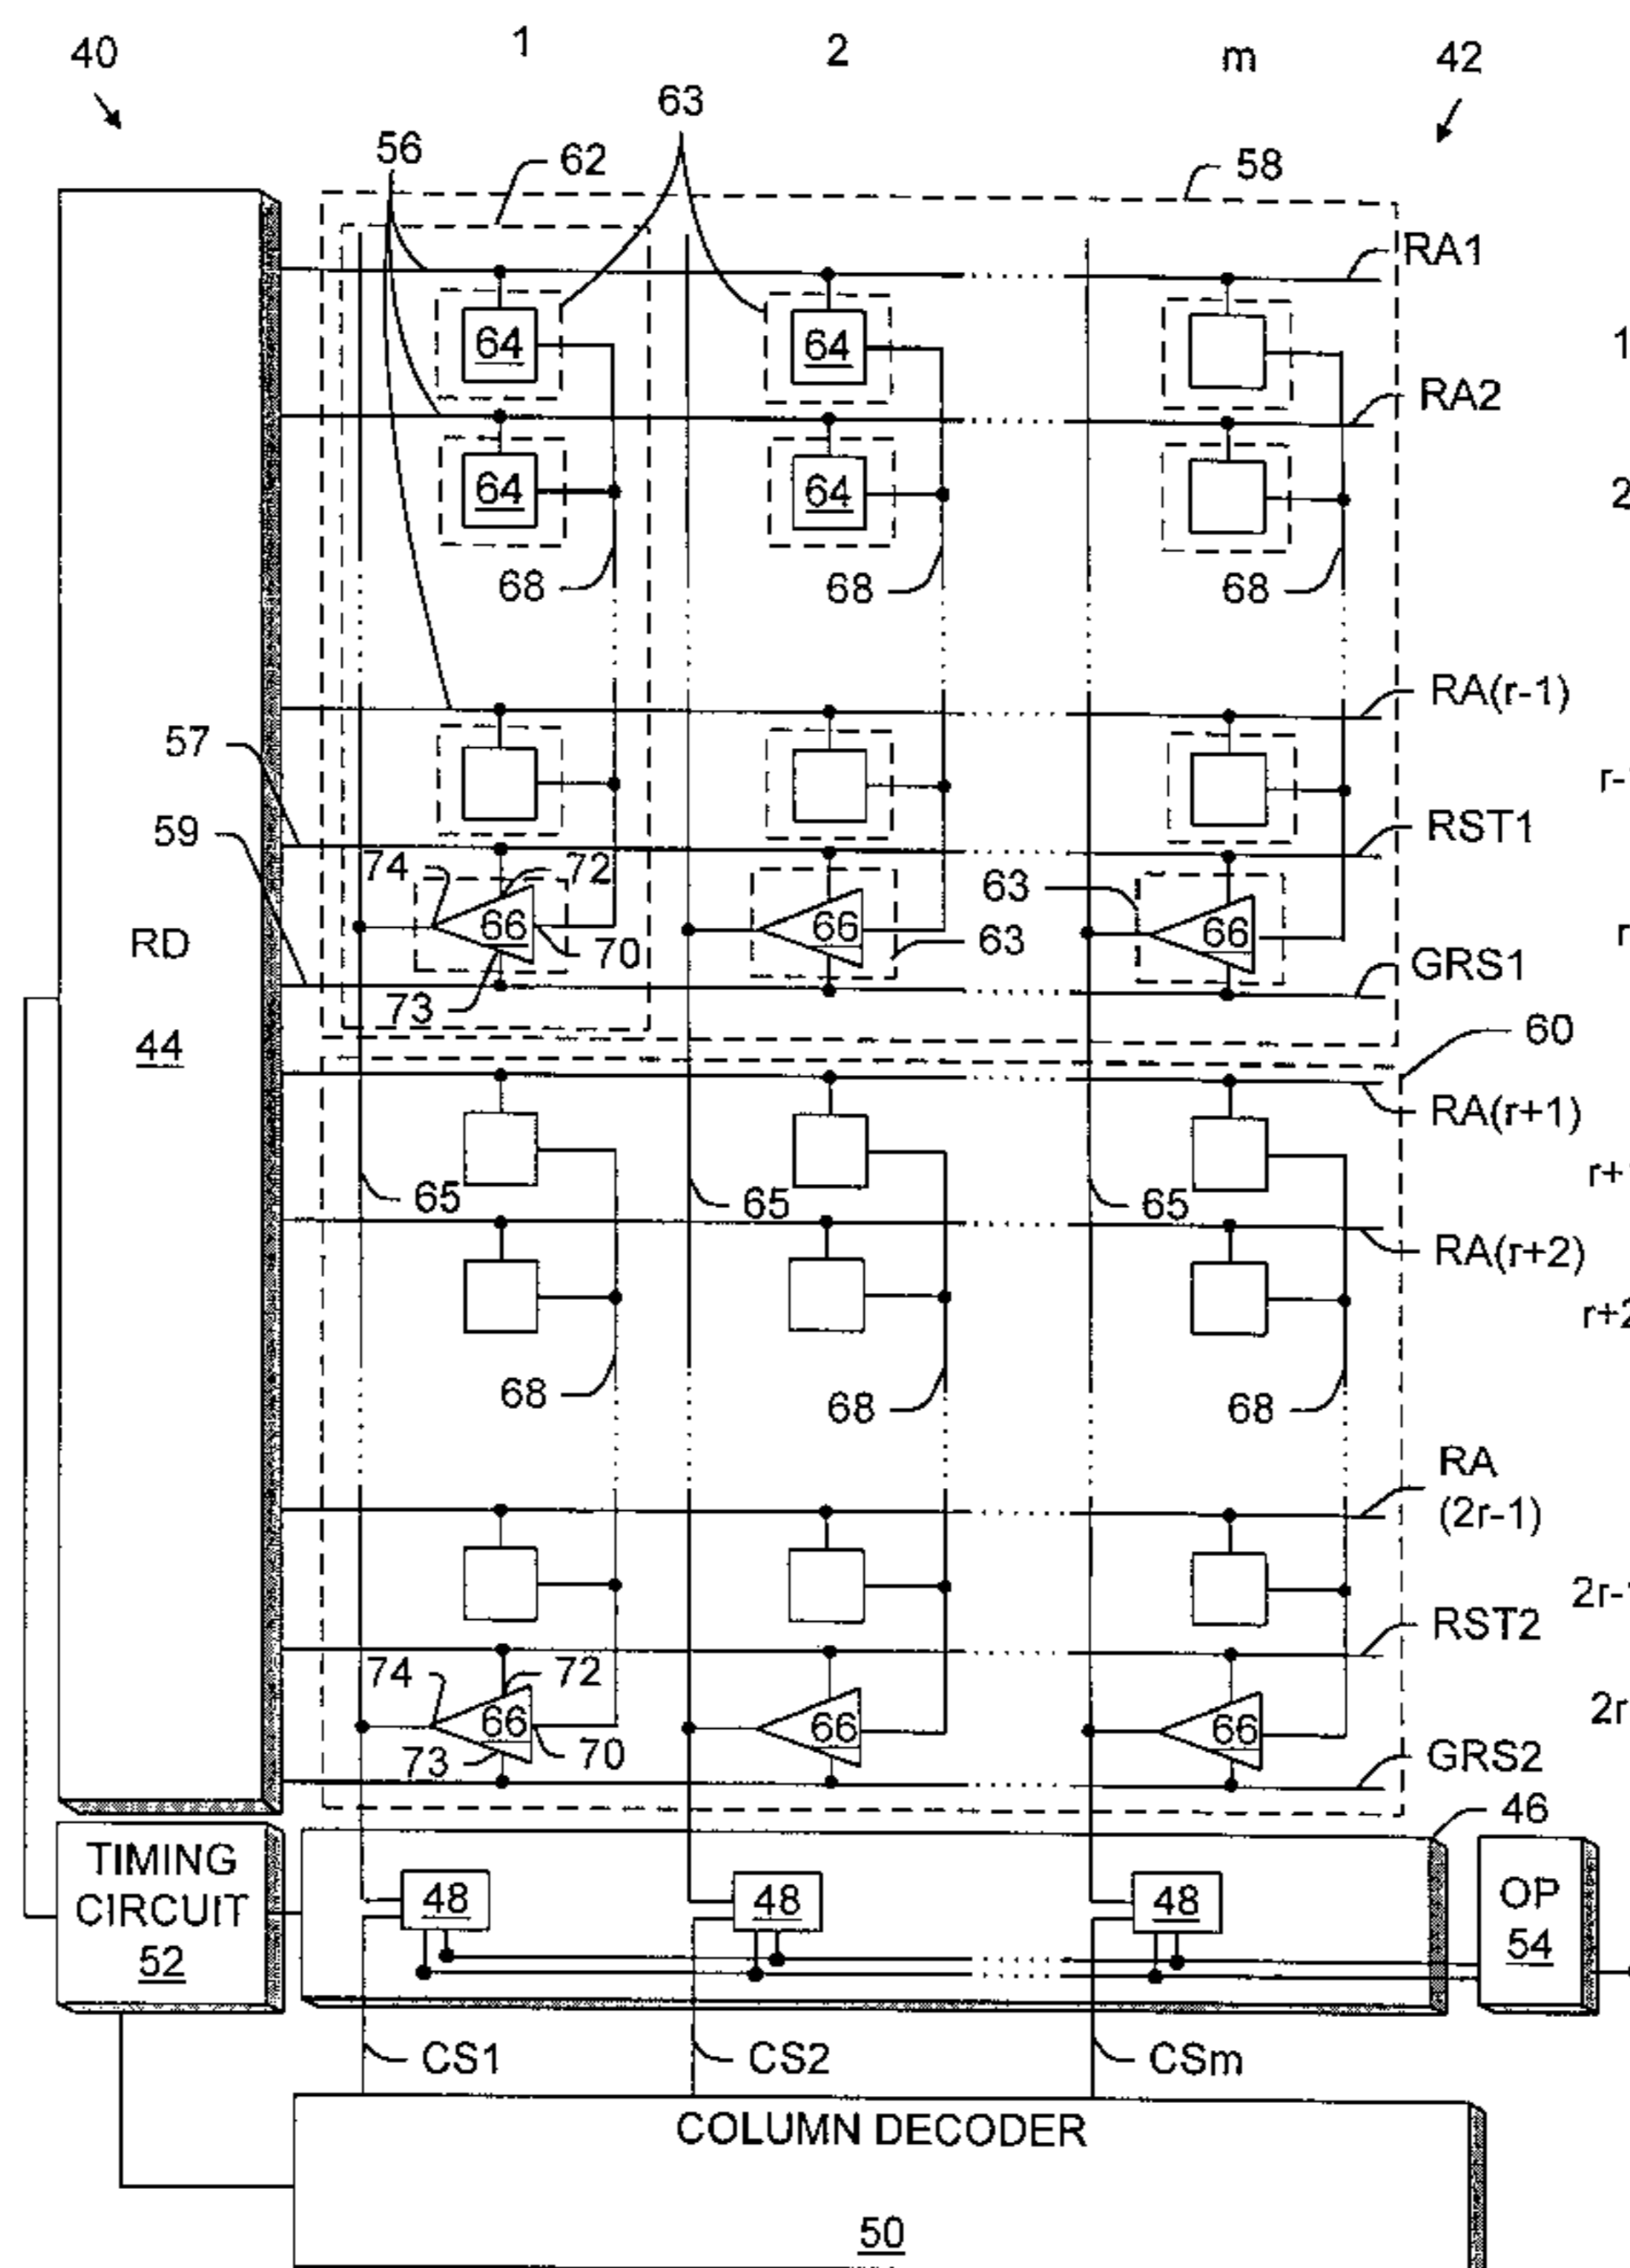 40 1 2 m 42
63
56 62 58
RA1
64 64
1
RA2
64 64
2
68 68 68
RA(r-1)
57
r-1
RST1
59 74 72
63
RD 66 70 66 63 66
r
GRS1
73
44 60
RA(r+1)
65 65 65
r+1
RA(r+2)
r+2
68 68 68
RA
(2r-1)
2r-1
RST2
74 72
66 70 66 66
2r
73 GRS2
46
TIMING
CIRCUIT
52
48 48 48
OP
54
CS1 CS2 CSm
COLUMN DECODER
50